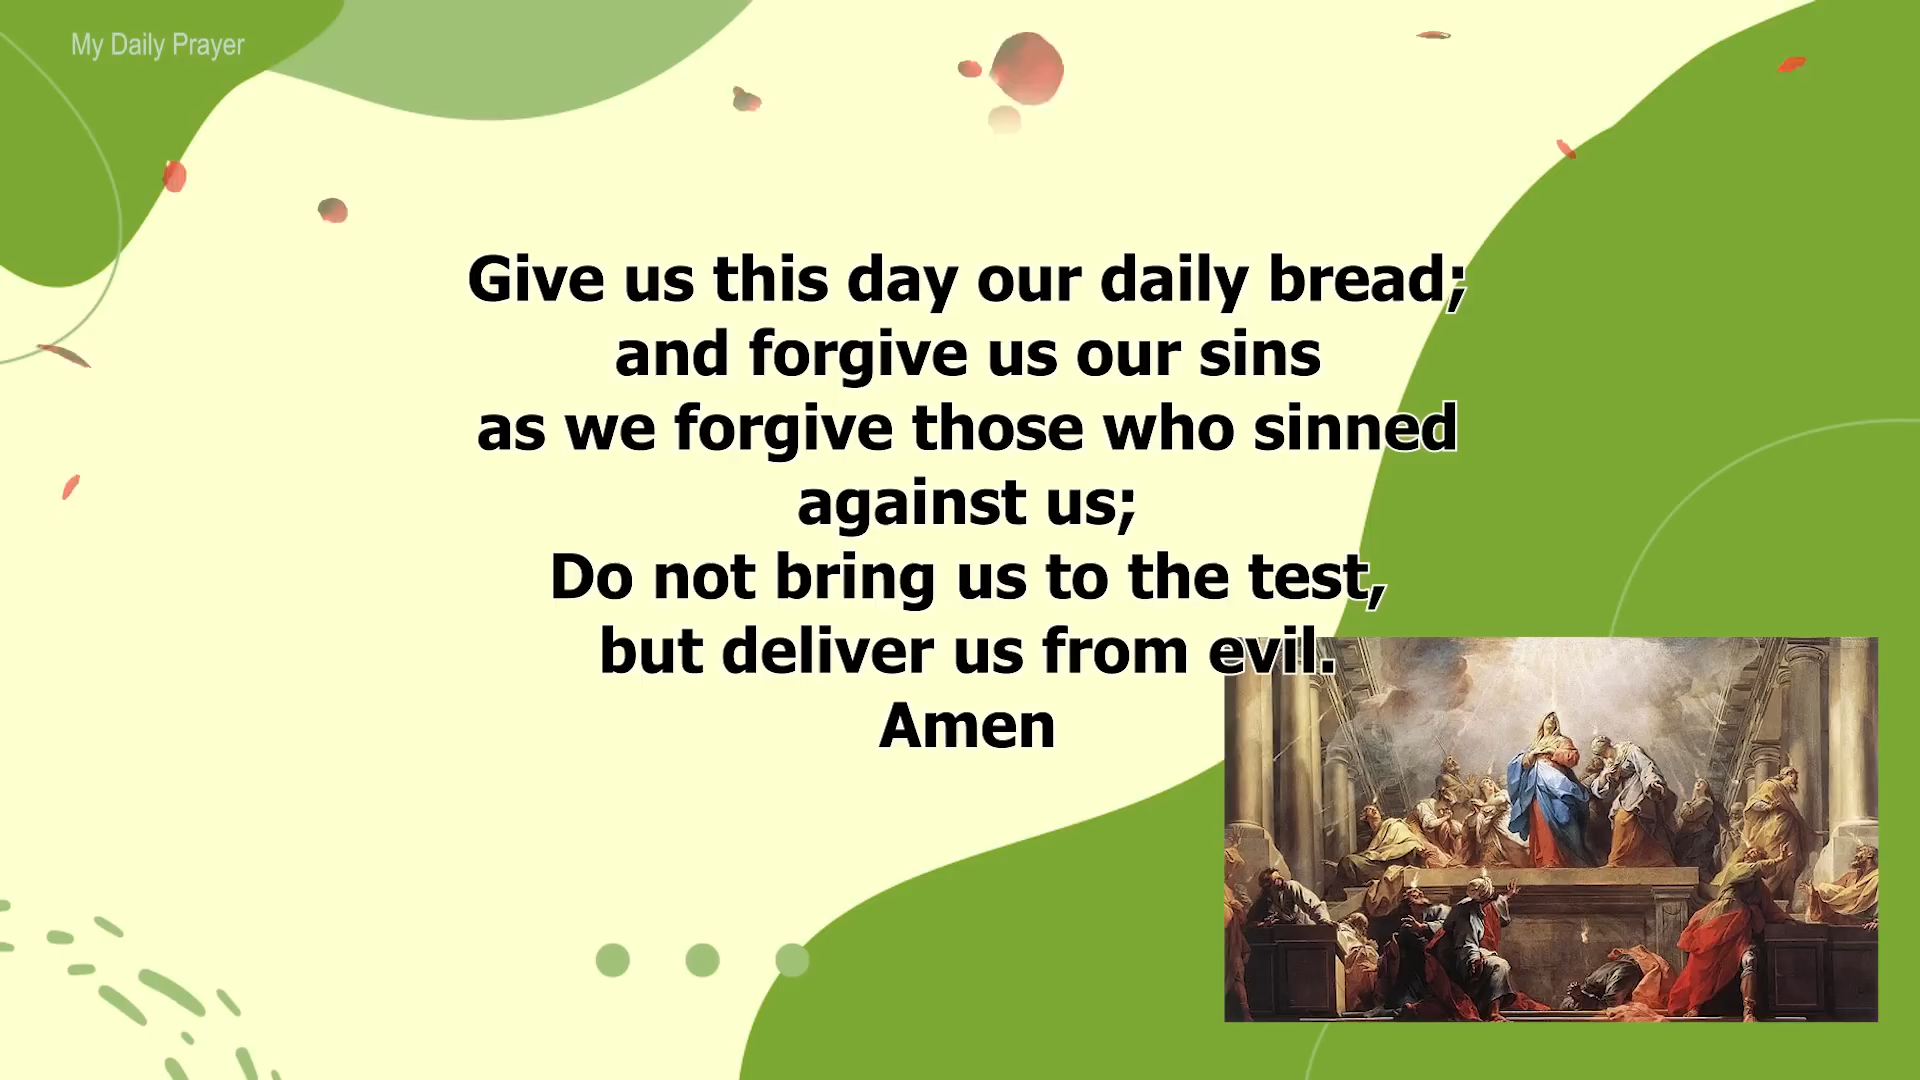 My Daily Prayer
Give us this day our daily bread;
and forgive us our sins
as we forgive those who sinned
against us;
Do not bring us to the test,
but deliver us from evil.
Amen